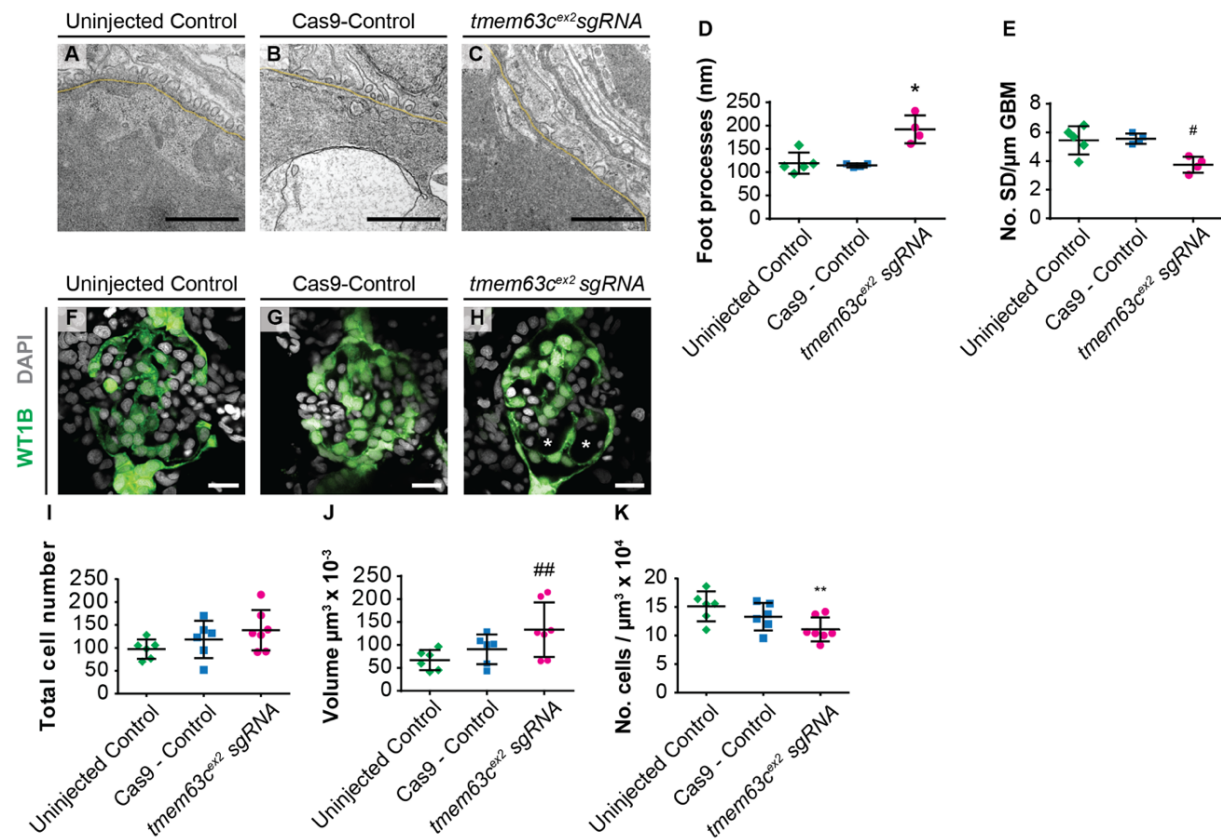 Uninjected Control
Cas9-Control
tmem63c^ex2 sgRNA
A
B
C
D
Foot processes (nm)
250
200
150
100
50
0
*
Uninjected Control
Cas9 - Control
tmem63c^ex2 sgRNA
E
No. SD/µm GBM
8
6
4
2
0
#
Uninjected Control
Cas9 - Control
tmem63c^ex2 sgRNA
Uninjected Control
Cas9-Control
tmem63c^ex2 sgRNA
WT1B DAPI
F
G
H
* *
I
Total cell number
250
200
150
100
50
0
Uninjected Control
Cas9 - Control
tmem63c^ex2 sgRNA
J
Volume µm³ x 10⁻³
250
200
150
100
50
0
##
Uninjected Control
Cas9 - Control
tmem63c^ex2 sgRNA
K
No. cells / µm³ x 10⁴
20
15
10
5
0
**
Uninjected Control
Cas9 - Control
tmem63c^ex2 sgRNA